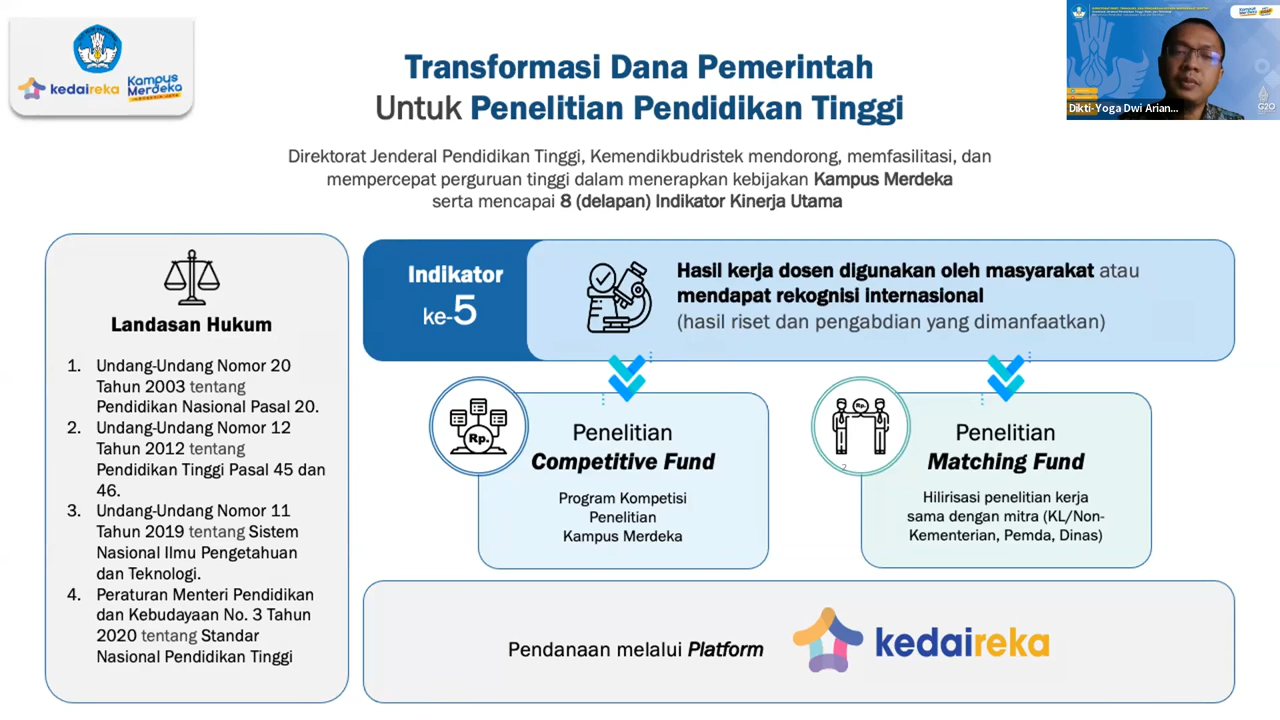 kedaireka
Kampus
Merdeka
INDONESIA JAYA
Transformasi Dana Pemerintah
Untuk Penelitian Pendidikan Tinggi
Direktorat Jenderal Pendidikan Tinggi, Kemendikbudristek mendorong, memfasilitasi, dan
mempercepat perguruan tinggi dalam menerapkan kebijakan Kampus Merdeka
serta mencapai 8 (delapan) Indikator Kinerja Utama
Dikti-Yoga Dwi Arian...
G20
Landasan Hukum
1. Undang-Undang Nomor 20
Tahun 2003 tentang
Pendidikan Nasional Pasal 20.
2. Undang-Undang Nomor 12
Tahun 2012 tentang
Pendidikan Tinggi Pasal 45 dan
46.
3. Undang-Undang Nomor 11
Tahun 2019 tentang Sistem
Nasional Ilmu Pengetahuan
dan Teknologi.
4. Peraturan Menteri Pendidikan
dan Kebudayaan No. 3 Tahun
2020 tentang Standar
Nasional Pendidikan Tinggi
Indikator
ke-5
Hasil kerja dosen digunakan oleh masyarakat atau
mendapat rekognisi internasional
(hasil riset dan pengabdian yang dimanfaatkan)
Rp.
Penelitian
Competitive Fund
Program Kompetisi
Penelitian
Kampus Merdeka
Rp.
2
Penelitian
Matching Fund
Hilirisasi penelitian kerja
sama dengan mitra (KL/Non-
Kementerian, Pemda, Dinas)
Pendanaan melalui Platform
kedaireka